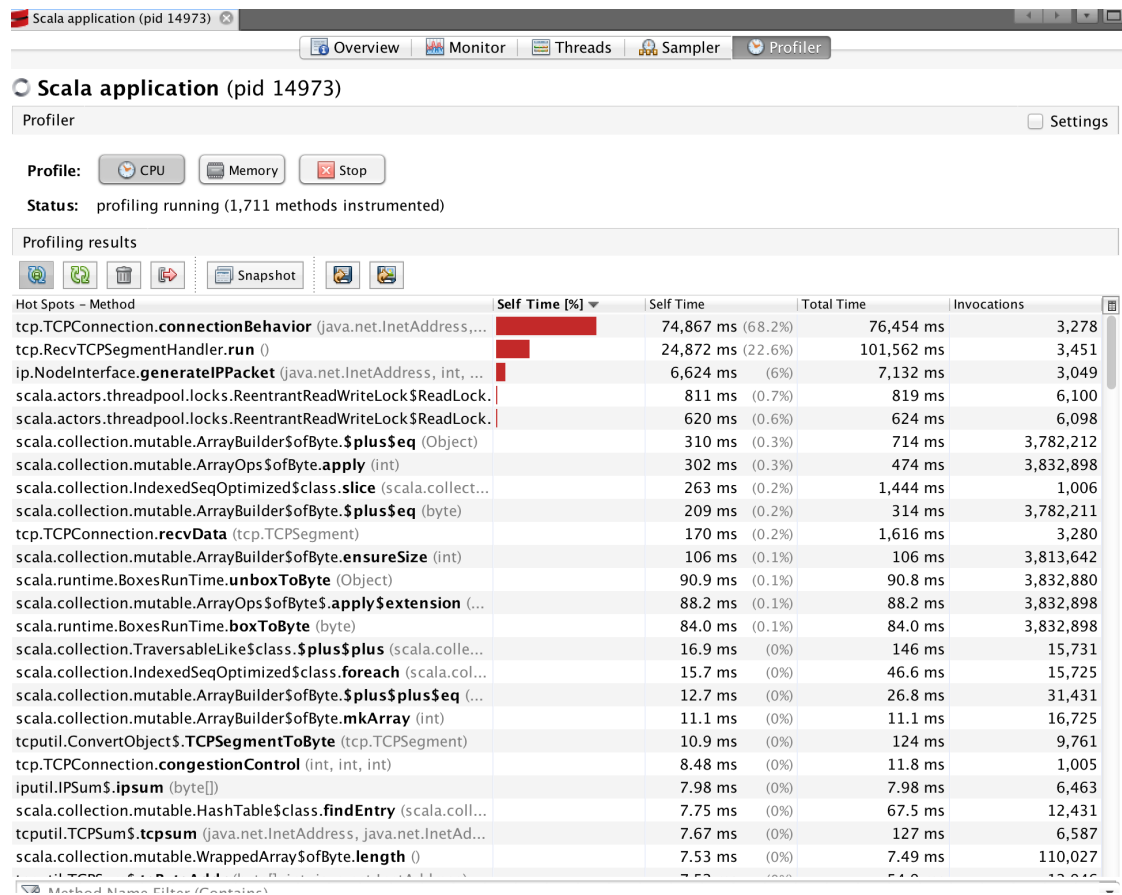 Scala application (pid 14973)
Overview Monitor Threads Sampler Profiler
Scala application (pid 14973)
Profiler Settings
Profile: CPU Memory Stop
Status: profiling running (1,711 methods instrumented)
Profiling results
Snapshot
Hot Spots – Method Self Time [%] Self Time Total Time Invocations
tcp.TCPConnection.connectionBehavior (java.net.InetAddress,... 74,867 ms (68.2%) 76,454 ms 3,278
tcp.RecvTCPSegmentHandler.run () 24,872 ms (22.6%) 101,562 ms 3,451
ip.NodeInterface.generateIPPacket (java.net.InetAddress, int, ... 6,624 ms (6%) 7,132 ms 3,049
scala.actors.threadpool.locks.ReentrantReadWriteLock$ReadLock. 811 ms (0.7%) 819 ms 6,100
scala.actors.threadpool.locks.ReentrantReadWriteLock$ReadLock. 620 ms (0.6%) 624 ms 6,098
scala.collection.mutable.ArrayBuilder$ofByte.$plus$eq (Object) 310 ms (0.3%) 714 ms 3,782,212
scala.collection.mutable.ArrayOps$ofByte.apply (int) 302 ms (0.3%) 474 ms 3,832,898
scala.collection.IndexedSeqOptimized$class.slice (scala.collect... 263 ms (0.2%) 1,444 ms 1,006
scala.collection.mutable.ArrayBuilder$ofByte.$plus$eq (byte) 209 ms (0.2%) 314 ms 3,782,211
tcp.TCPConnection.recvData (tcp.TCPSegment) 170 ms (0.2%) 1,616 ms 3,280
scala.collection.mutable.ArrayBuilder$ofByte.ensureSize (int) 106 ms (0.1%) 106 ms 3,813,642
scala.runtime.BoxesRunTime.unboxToByte (Object) 90.9 ms (0.1%) 90.8 ms 3,832,880
scala.collection.mutable.ArrayOps$ofByte$.apply$extension (... 88.2 ms (0.1%) 88.2 ms 3,832,898
scala.runtime.BoxesRunTime.boxToByte (byte) 84.0 ms (0.1%) 84.0 ms 3,832,898
scala.collection.TraversableLike$class.$plus$plus (scala.colle... 16.9 ms (0%) 146 ms 15,731
scala.collection.IndexedSeqOptimized$class.foreach (scala.col... 15.7 ms (0%) 46.6 ms 15,725
scala.collection.mutable.ArrayBuilder$ofByte.$plus$plus$eq (... 12.7 ms (0%) 26.8 ms 31,431
scala.collection.mutable.ArrayBuilder$ofByte.mkArray (int) 11.1 ms (0%) 11.1 ms 16,725
tcputil.ConvertObject$.TCPSegmentToByte (tcp.TCPSegment) 10.9 ms (0%) 124 ms 9,761
tcp.TCPConnection.congestionControl (int, int, int) 8.48 ms (0%) 11.8 ms 1,005
iputil.IPSum$.ipsum (byte[]) 7.98 ms (0%) 7.98 ms 6,463
scala.collection.mutable.HashTable$class.findEntry (scala.coll... 7.75 ms (0%) 67.5 ms 12,431
tcputil.TCPSum$.tcpsum (java.net.InetAddress, java.net.InetAd... 7.67 ms (0%) 127 ms 6,587
scala.collection.mutable.WrappedArray$ofByte.length () 7.53 ms (0%) 7.49 ms 110,027
Method Name Filter (Contains)